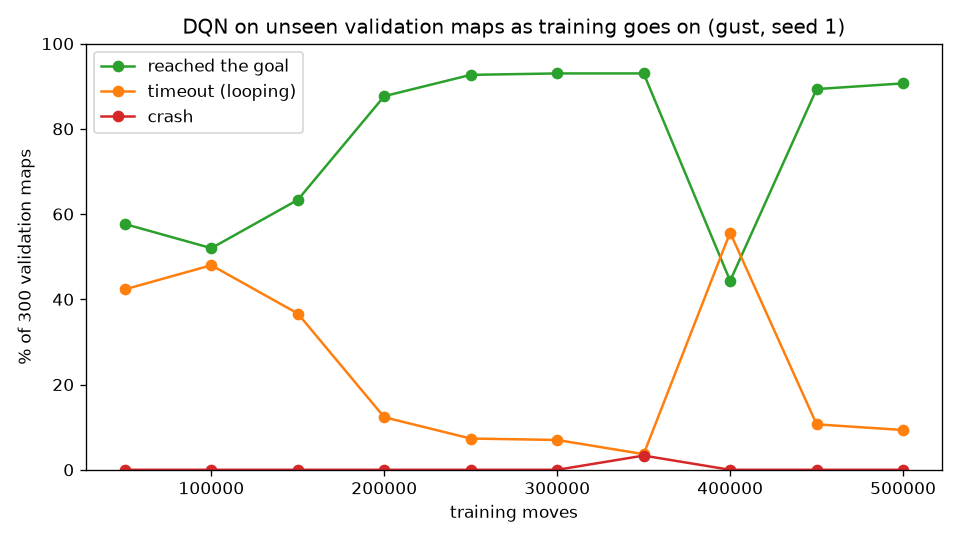 DQN on unseen validation maps as training goes on (gust, seed 1)
100
80
60
40
20
0
% of 300 validation maps
reached the goal
timeout (looping)
crash
100000 200000 300000 400000 500000
training moves